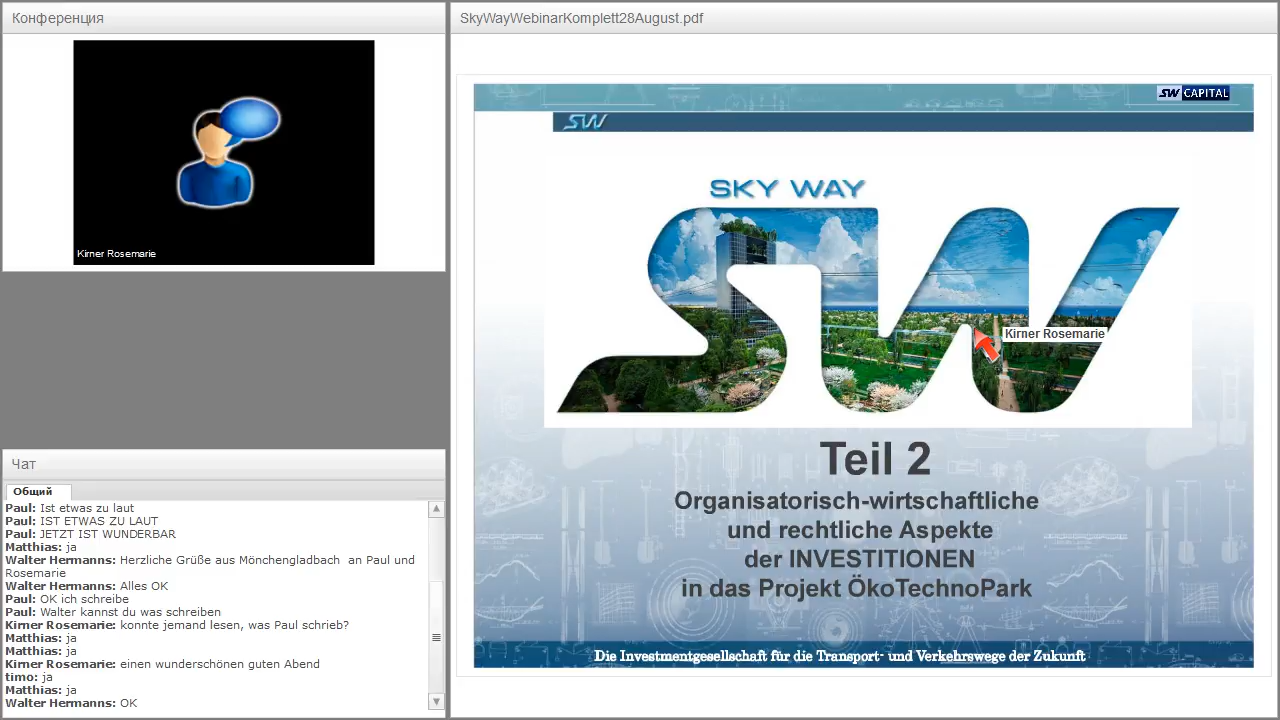 Конференция
Kirner Rosemarie
Чат
Общий
Paul: Ist etwas zu laut
Paul: IST ETWAS ZU LAUT
Paul: JETZT IST WUNDERBAR
Matthias: ja
Walter Hermanns: Herzliche Grüße aus Mönchengladbach an Paul und
Rosemarie
Walter Hermanns: Alles OK
Paul: OK ich schreibe
Paul: Walter kannst du was schreiben
Kirner Rosemarie: konnte jemand lesen, was Paul schrieb?
Matthias: ja
Matthias: ja
Kirner Rosemarie: einen wunderschönen guten Abend
timo: ja
Matthias: ja
Walter Hermanns: OK
SkyWayWebinarKomplett28August.pdf
SW CAPITAL
SW
SKY WAY
SW
Kirner Rosemarie
Teil 2
Organisatorisch-wirtschaftliche
und rechtliche Aspekte
der INVESTITIONEN
in das Projekt ÖkoTechnoPark
Die Investmentgesellschaft für die Transport- und Verkehrswege der Zukunft